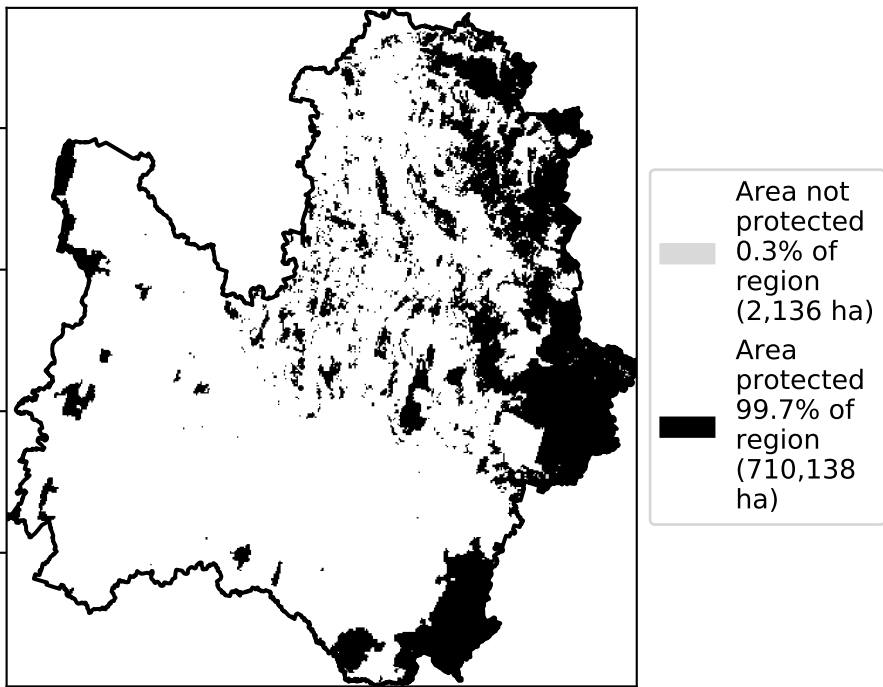 Area not
protected
0.3% of
region
(2,136 ha)
Area
protected
99.7% of
region
(710,138
ha)